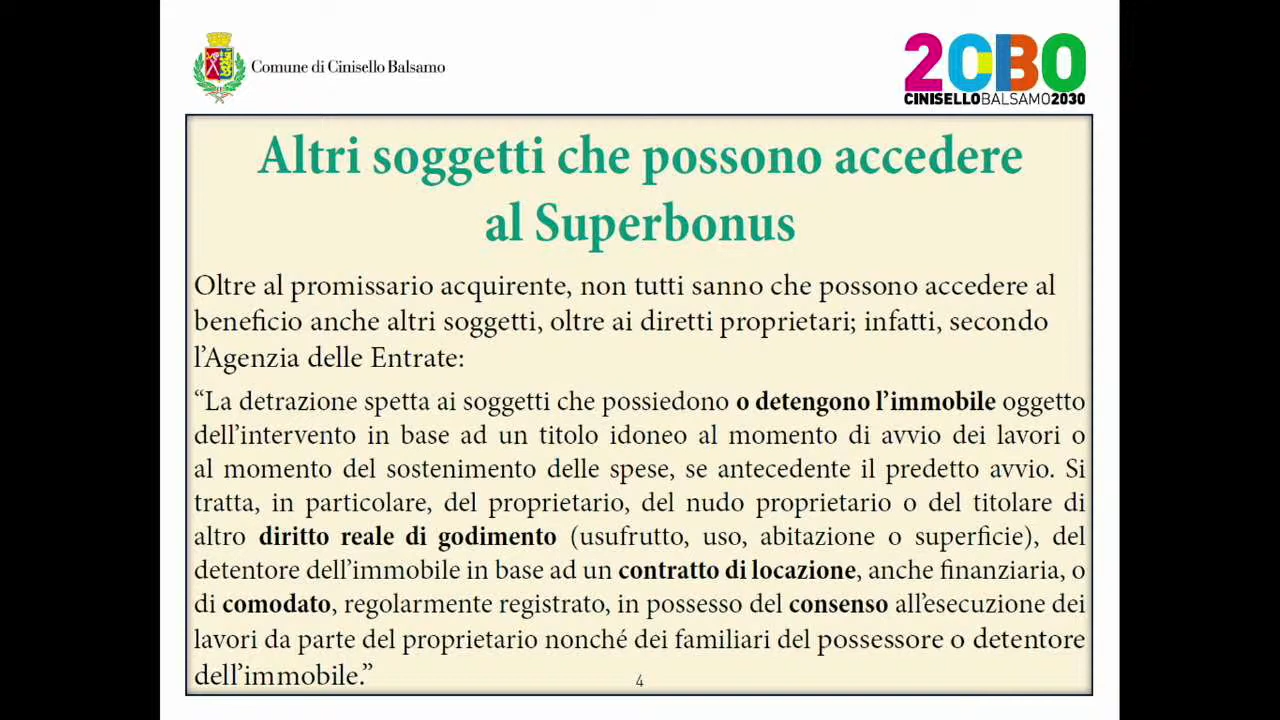 Comune di Cinisello Balsamo
20BO
CINISELLOBALSAMO2030
Altri soggetti che possono accedere
al Superbonus
Oltre al promissario acquirente, non tutti sanno che possono accedere al
beneficio anche altri soggetti, oltre ai diretti proprietari; infatti, secondo
l’Agenzia delle Entrate:
“La detrazione spetta ai soggetti che possiedono o detengono l’immobile oggetto
dell’intervento in base ad un titolo idoneo al momento di avvio dei lavori o
al momento del sostenimento delle spese, se antecedente il predetto avvio. Si
tratta, in particolare, del proprietario, del nudo proprietario o del titolare di
altro diritto reale di godimento (usufrutto, uso, abitazione o superficie), del
detentore dell’immobile in base ad un contratto di locazione, anche finanziaria, o
di comodato, regolarmente registrato, in possesso del consenso all’esecuzione dei
lavori da parte del proprietario nonché dei familiari del possessore o detentore
dell’immobile.”
4